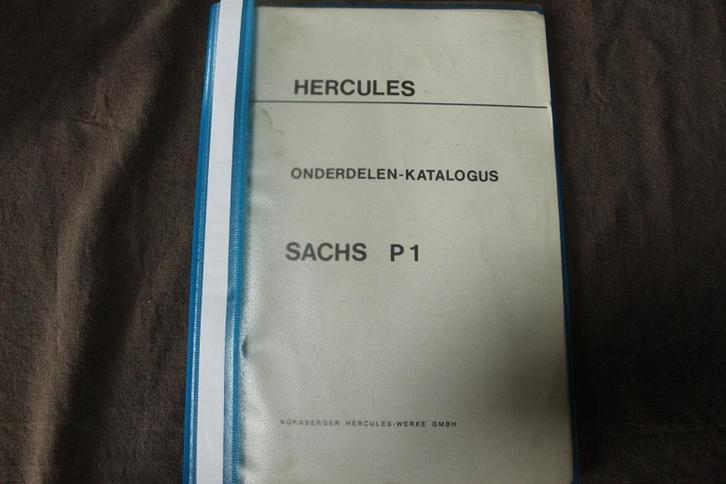 HERCULES
ONDERDELEN-KATALOGUS
SACHS P1
NÜRNBERGER HERCULES-WERKE GMBH